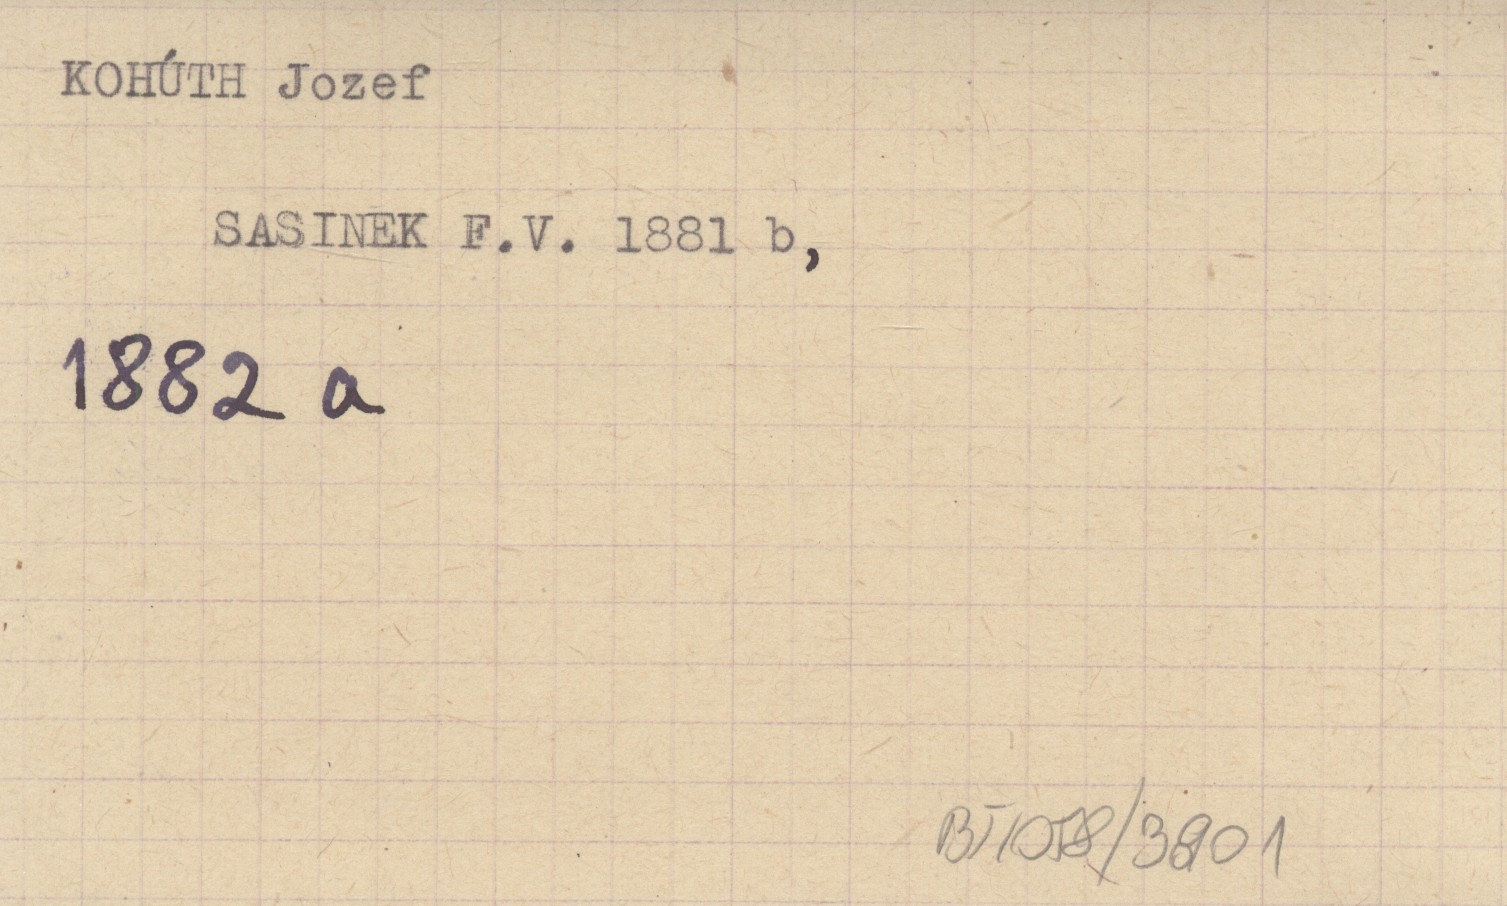 KOHÚTH Jozef
SASINEK F.V. 1881 b,
1882 a